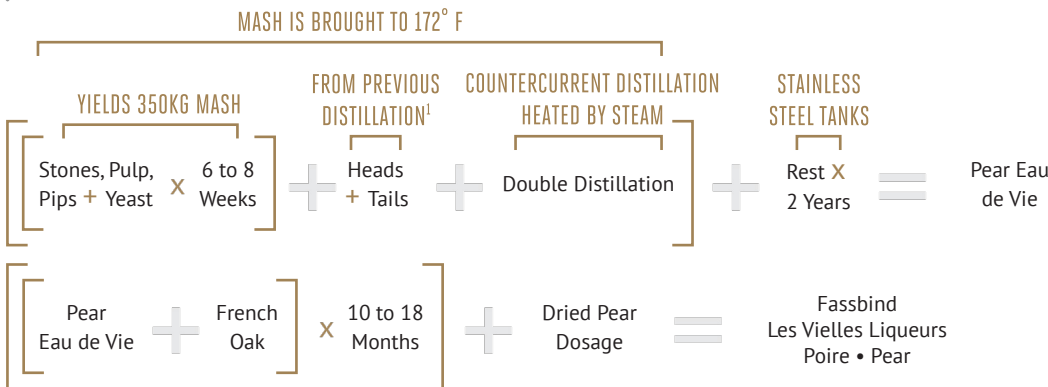 MASH IS BROUGHT TO 172° F
YIELDS 350KG MASH
FROM PREVIOUS
DISTILLATION¹
COUNTERCURRENT DISTILLATION
HEATED BY STEAM
STAINLESS
STEEL TANKS
Stones, Pulp,
Pips + Yeast
x
6 to 8
Weeks
+
Heads
+ Tails
+
Double Distillation
+
Rest x
2 Years
=
Pear Eau
de Vie
Pear
Eau de Vie
+
French
Oak
x
10 to 18
Months
+
Dried Pear
Dosage
=
Fassbind
Les Vielles Liqueurs
Poire • Pear